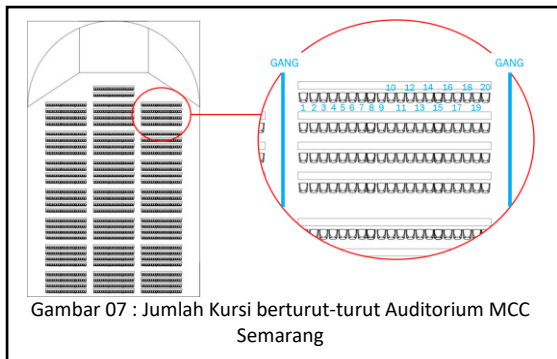 GANG GANG
10 12 14 16 18 20
1 2 3 4 5 6 7 8 9 11 13 15 17 19
Gambar 07 : Jumlah Kursi berturut-turut Auditorium MCC
Semarang